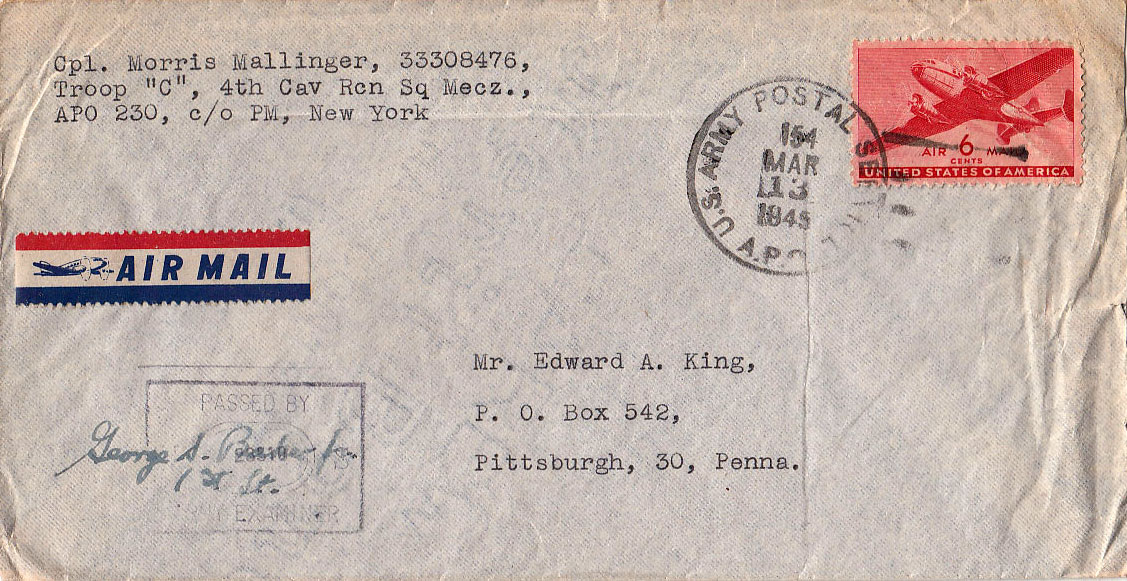 Cpl. Morris Mallinger, 33308476,
Troop "C", 4th Cav Rcn Sq Mecz.,
APO 230, c/o PM, New York
U.S. ARMY POSTAL
A.P.O.
154
MAR
13
1945
AIR 6 MAIL
CENTS
UNITED STATES OF AMERICA
AIR MAIL
Mr. Edward A. King,
P. O. Box 542,
Pittsburgh, 30, Penna.
PASSED BY
George S.
1st Lt.
ARMY EXAMINER